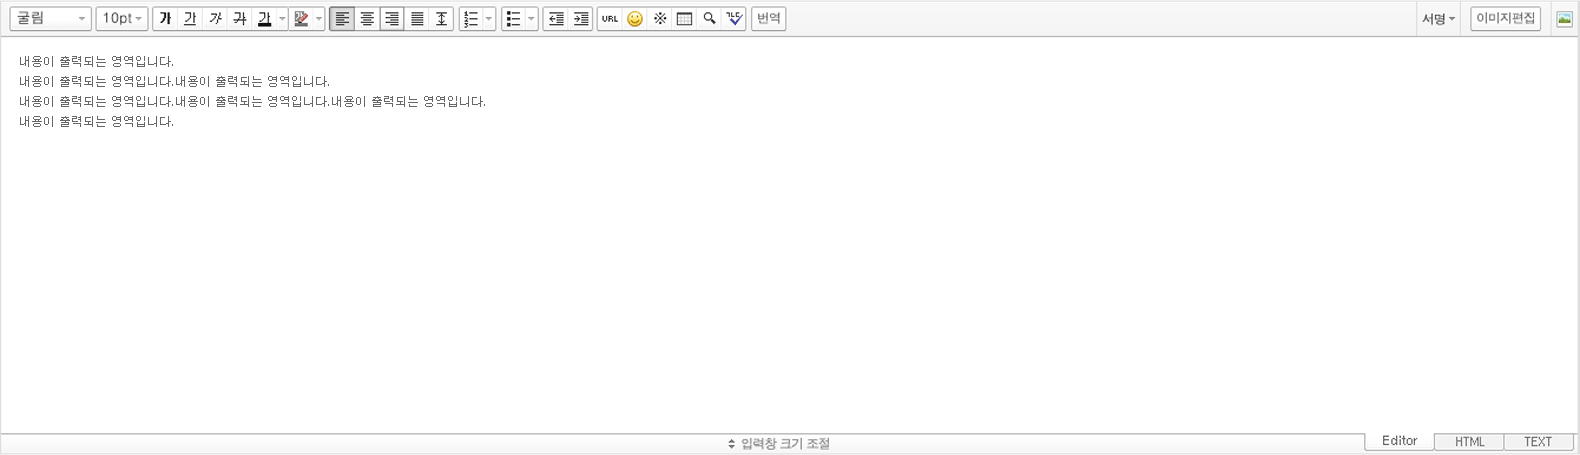 굴림 10pt 가 가 가 가 가 가 URL ※ ㄱㄴㄷ 번역 서명 이미지편집
내용이 출력되는 영역입니다.
내용이 출력되는 영역입니다.내용이 출력되는 영역입니다.
내용이 출력되는 영역입니다.내용이 출력되는 영역입니다.내용이 출력되는 영역입니다.
내용이 출력되는 영역입니다.
입력창 크기 조절 Editor HTML TEXT